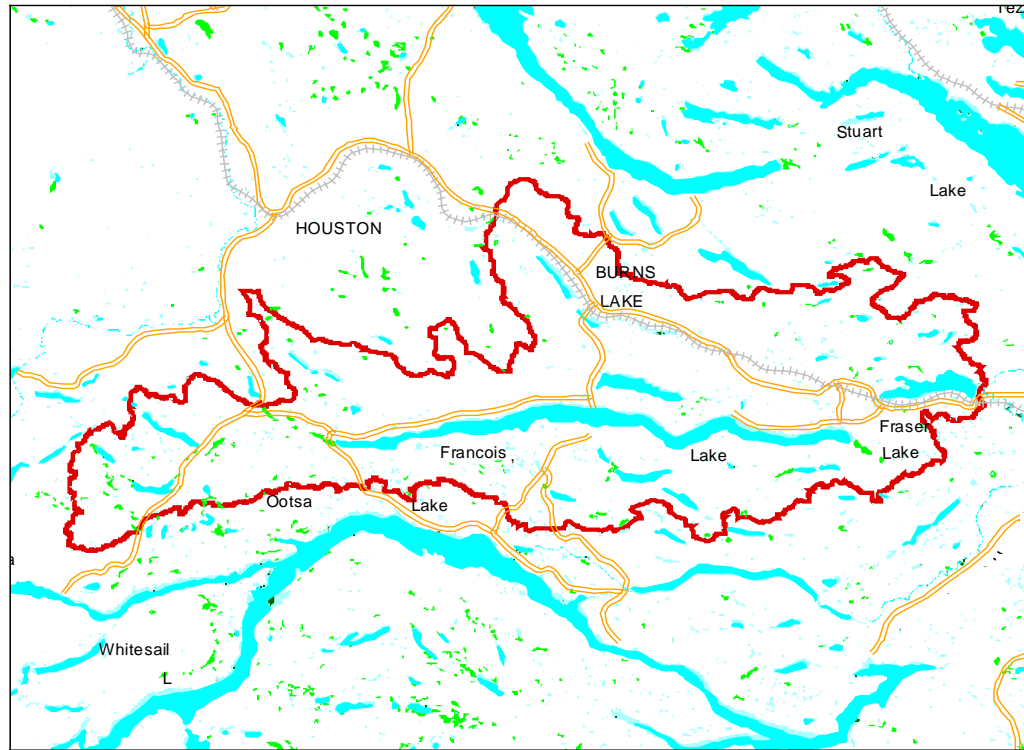 Stuart
Lake
HOUSTON
BURNS
LAKE
Fraser
Lake
Francois
Lake
Ootsa
Lake
Whitesail
L